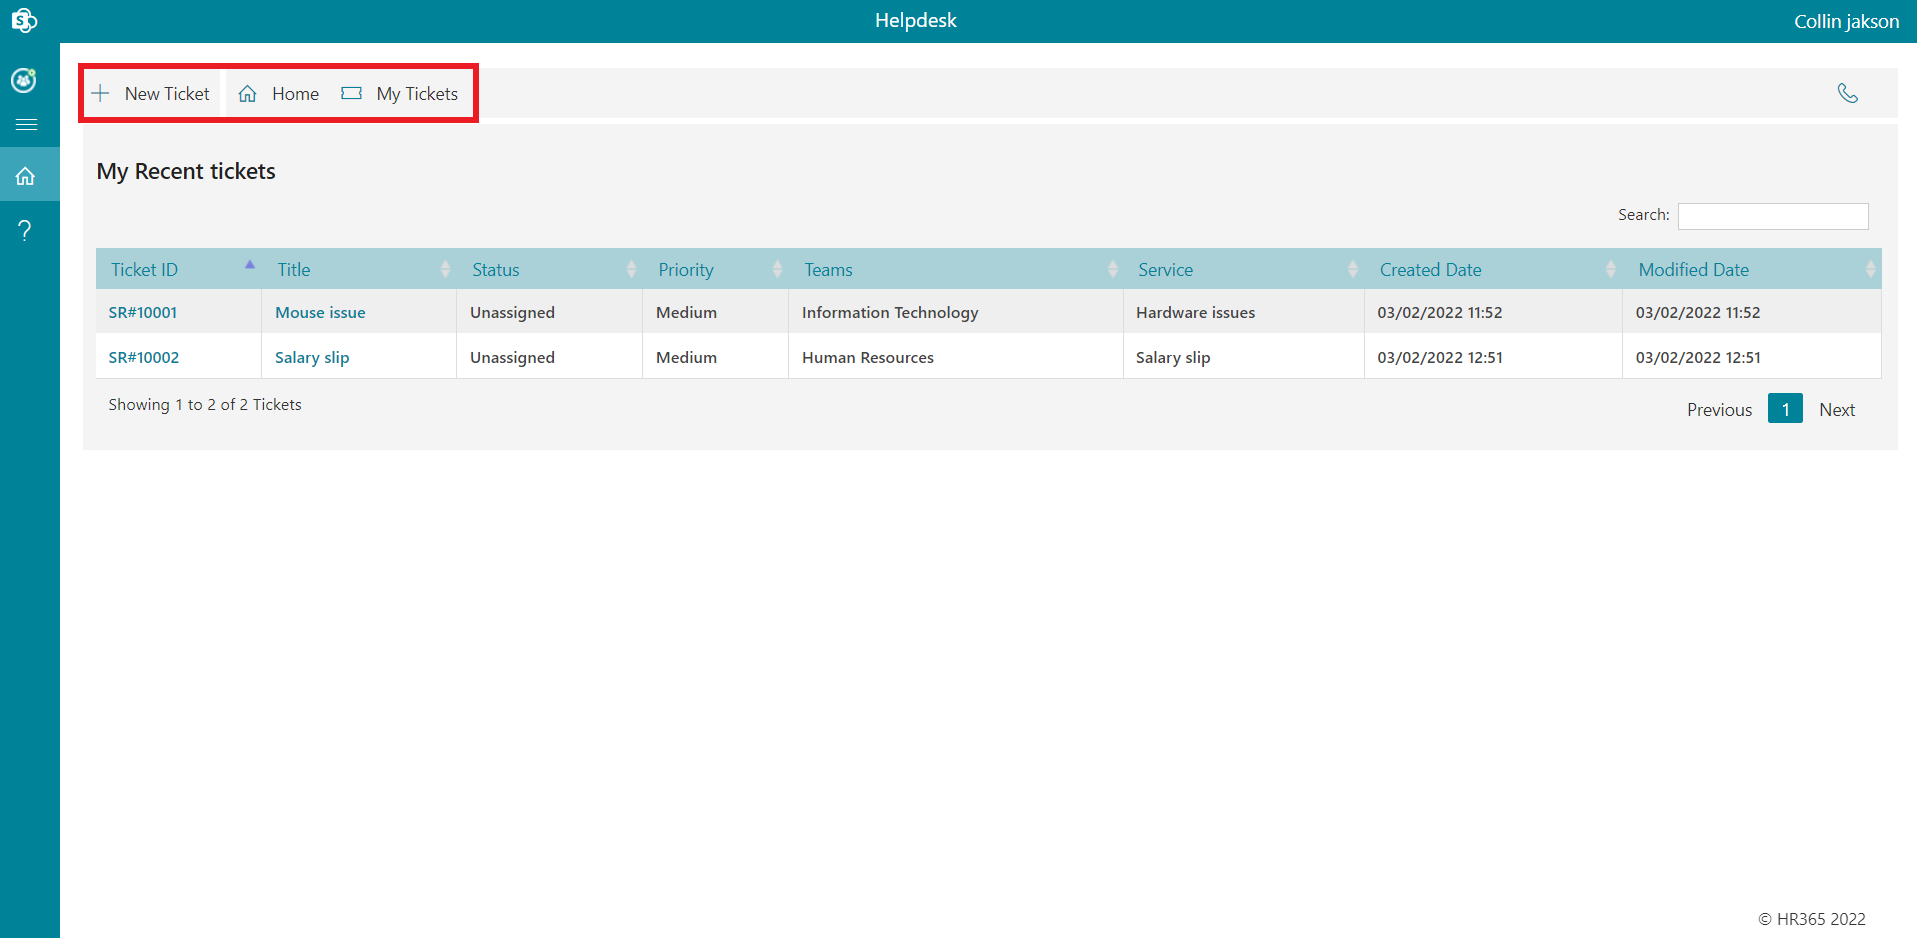 Helpdesk
Collin jakson
New Ticket
Home
My Tickets
My Recent tickets
Search:
Ticket ID Title Status Priority Teams Service Created Date Modified Date
SR#10001 Mouse issue Unassigned Medium Information Technology Hardware issues 03/02/2022 11:52 03/02/2022 11:52
SR#10002 Salary slip Unassigned Medium Human Resources Salary slip 03/02/2022 12:51 03/02/2022 12:51
Showing 1 to 2 of 2 Tickets
Previous 1 Next
© HR365 2022